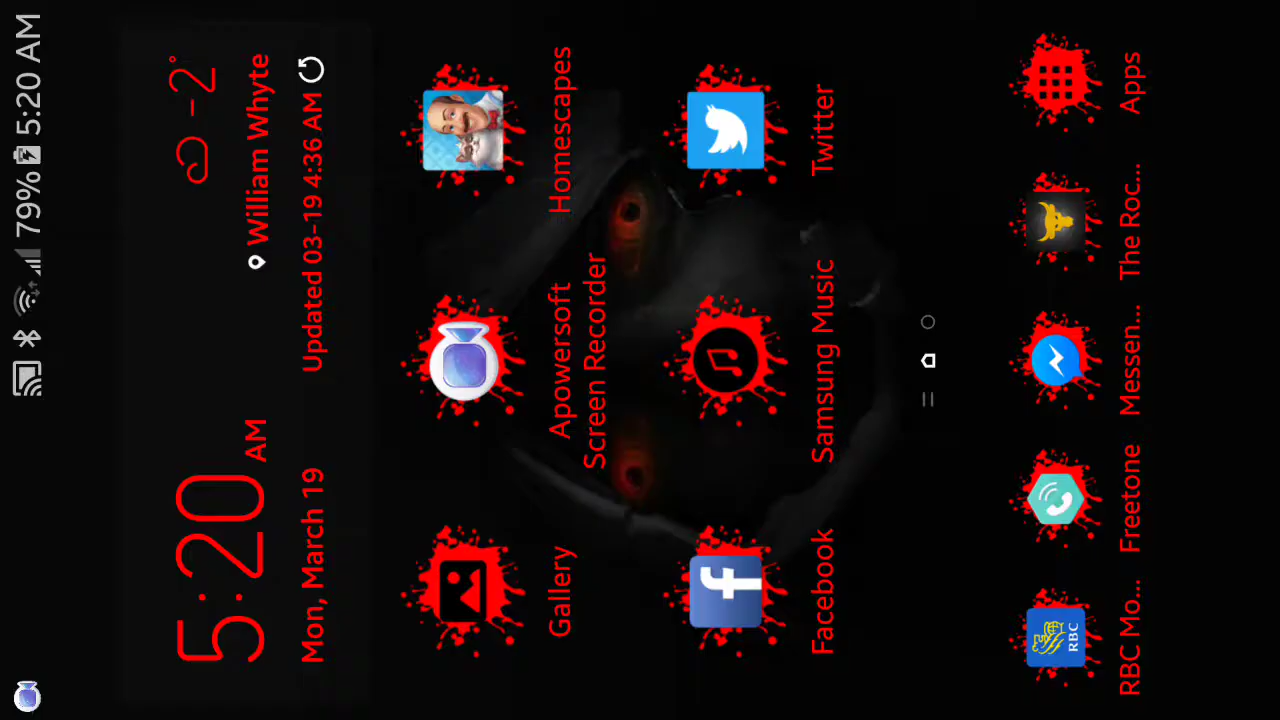 79% 5:20 AM
5:20 AM
-2°
William Whyte
Mon, March 19
Updated 03-19 4:36 AM
Gallery
Apowersoft
Screen Recorder
Homescapes
Facebook
Samsung Music
Twitter
RBC
RBC Mo...
Freetone
Messen...
The Roc...
Apps